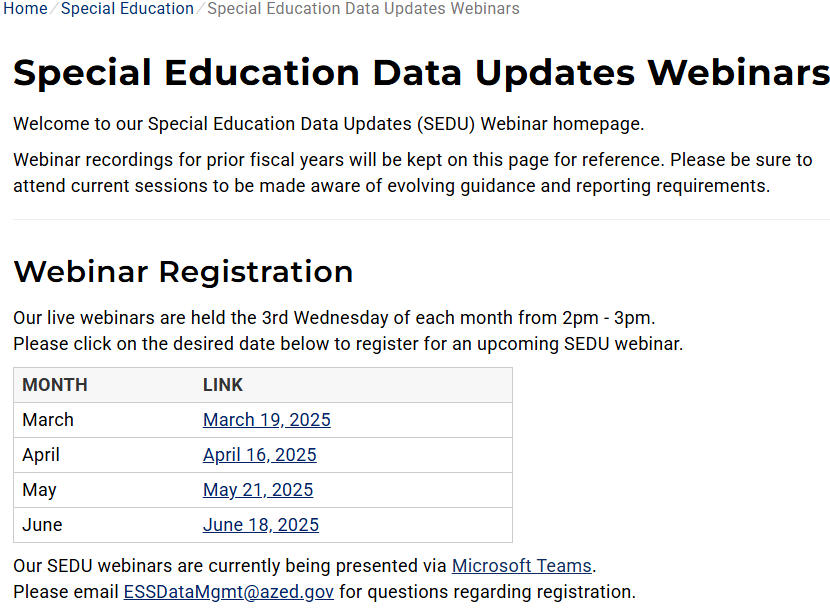 Home / Special Education / Special Education Data Updates Webinars
Special Education Data Updates Webinars
Welcome to our Special Education Data Updates (SEDU) Webinar homepage.
Webinar recordings for prior fiscal years will be kept on this page for reference. Please be sure to
attend current sessions to be made aware of evolving guidance and reporting requirements.
Webinar Registration
Our live webinars are held the 3rd Wednesday of each month from 2pm - 3pm.
Please click on the desired date below to register for an upcoming SEDU webinar.
MONTH LINK
March March 19, 2025
April April 16, 2025
May May 21, 2025
June June 18, 2025
Our SEDU webinars are currently being presented via Microsoft Teams.
Please email ESSDataMgmt@azed.gov for questions regarding registration.